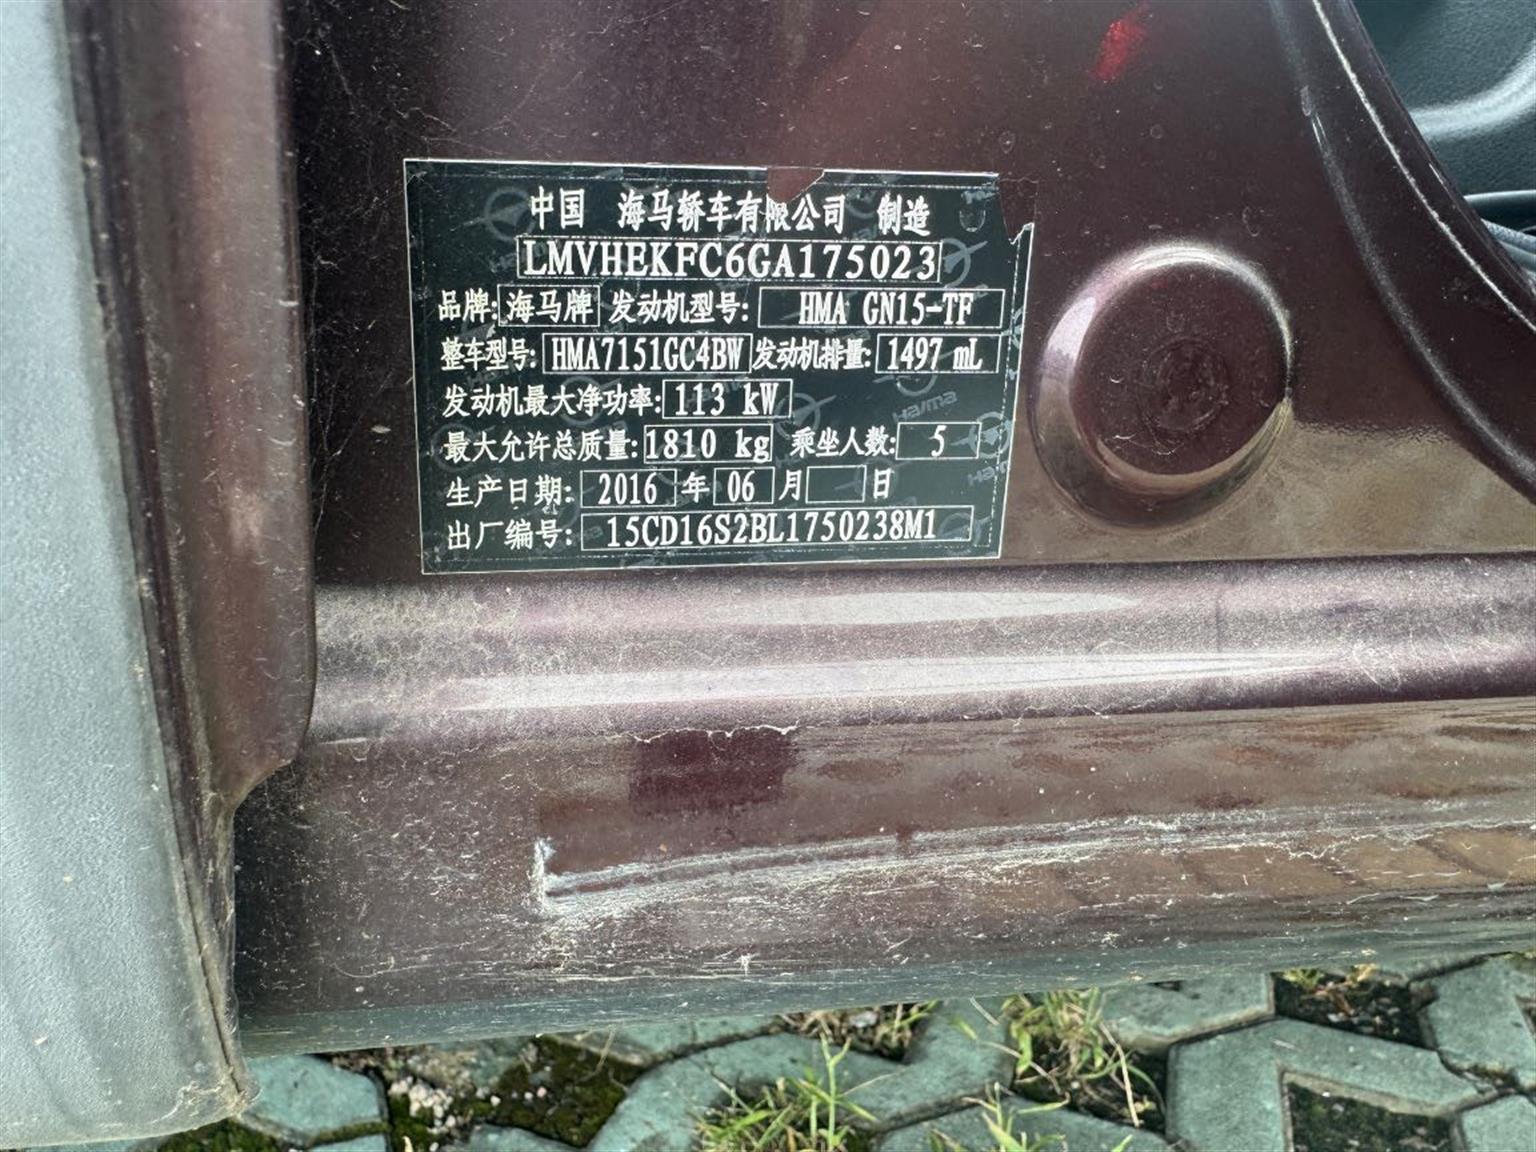 中国 海马轿车有限公司 制造
LMVHEKFC6GA175023
品牌: 海马牌 发动机型号: HMA GN15-TF
整车型号: HMA7151GC4BW 发动机排量: 1497 mL
发动机最大净功率: 113 kW
最大允许总质量: 1810 kg 乘坐人数: 5
生产日期: 2016 年 06 月 日
出厂编号: 15CD16S2BL1750238M1
Haima
Haima